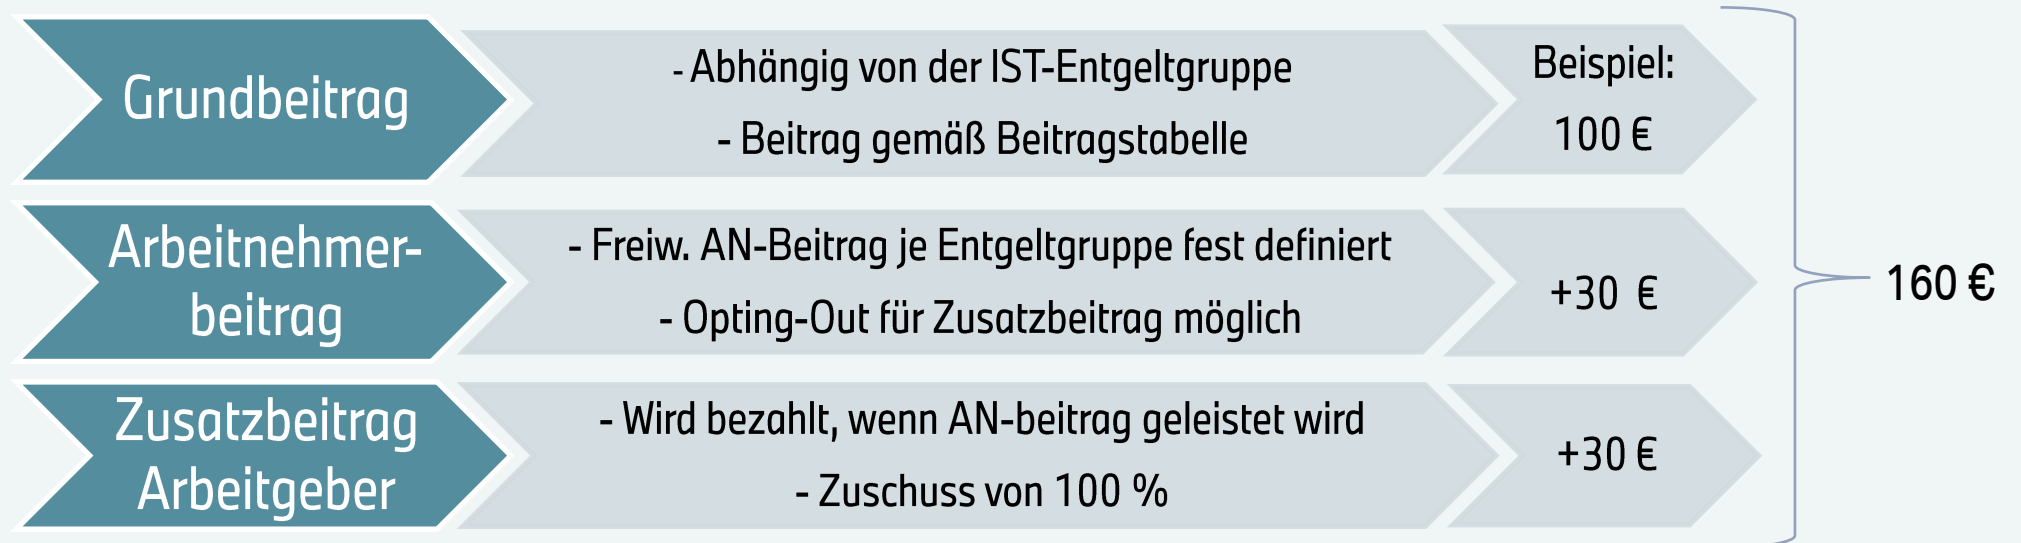 Grundbeitrag
- Abhängig von der IST-Entgeltgruppe
- Beitrag gemäß Beitragstabelle
Beispiel:
100 €
Arbeitnehmer-
beitrag
- Freiw. AN-Beitrag je Entgeltgruppe fest definiert
- Opting-Out für Zusatzbeitrag möglich
+30 €
160 €
Zusatzbeitrag
Arbeitgeber
- Wird bezahlt, wenn AN-beitrag geleistet wird
- Zuschuss von 100 %
+30 €